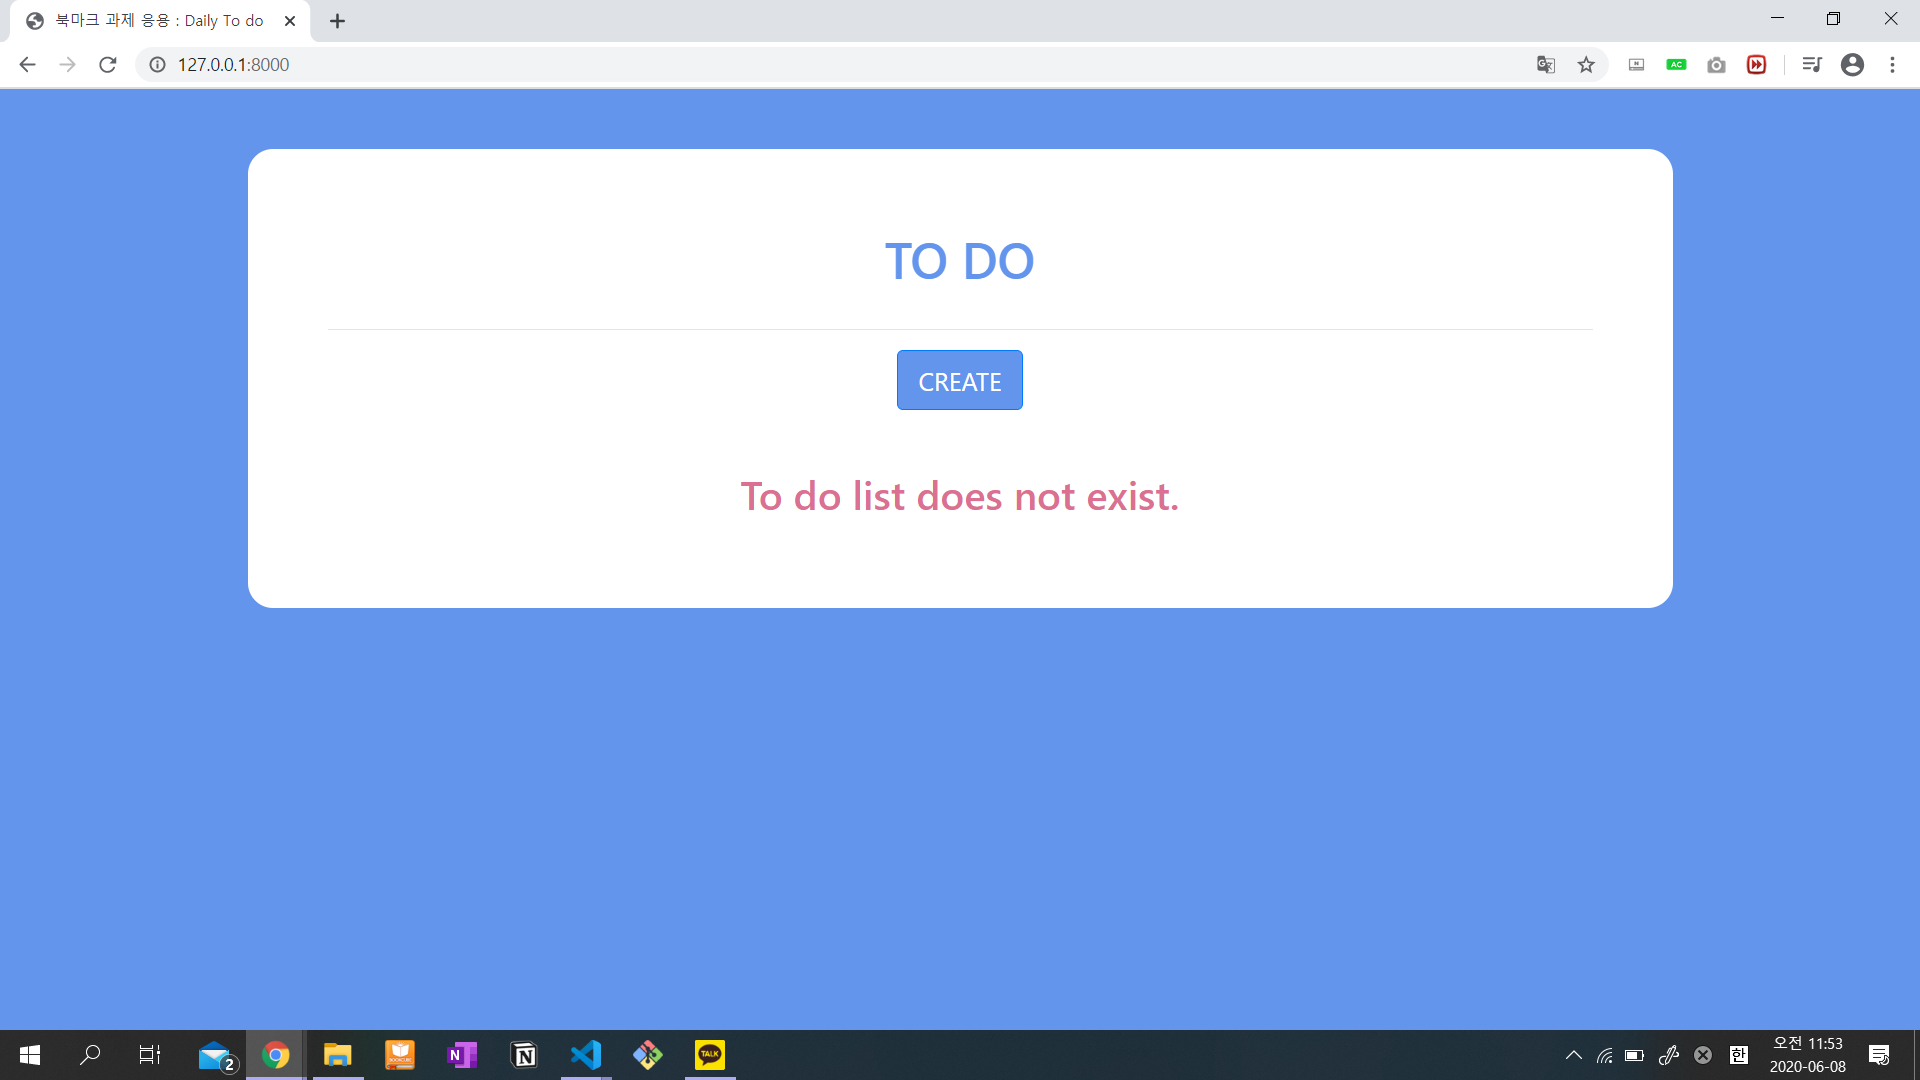 북마크 과제 응용 : Daily To do
127.0.0.1:8000
AC
TO DO
CREATE
To do list does not exist.
2
N
N
TALK
한
오전 11:53
2020-06-08